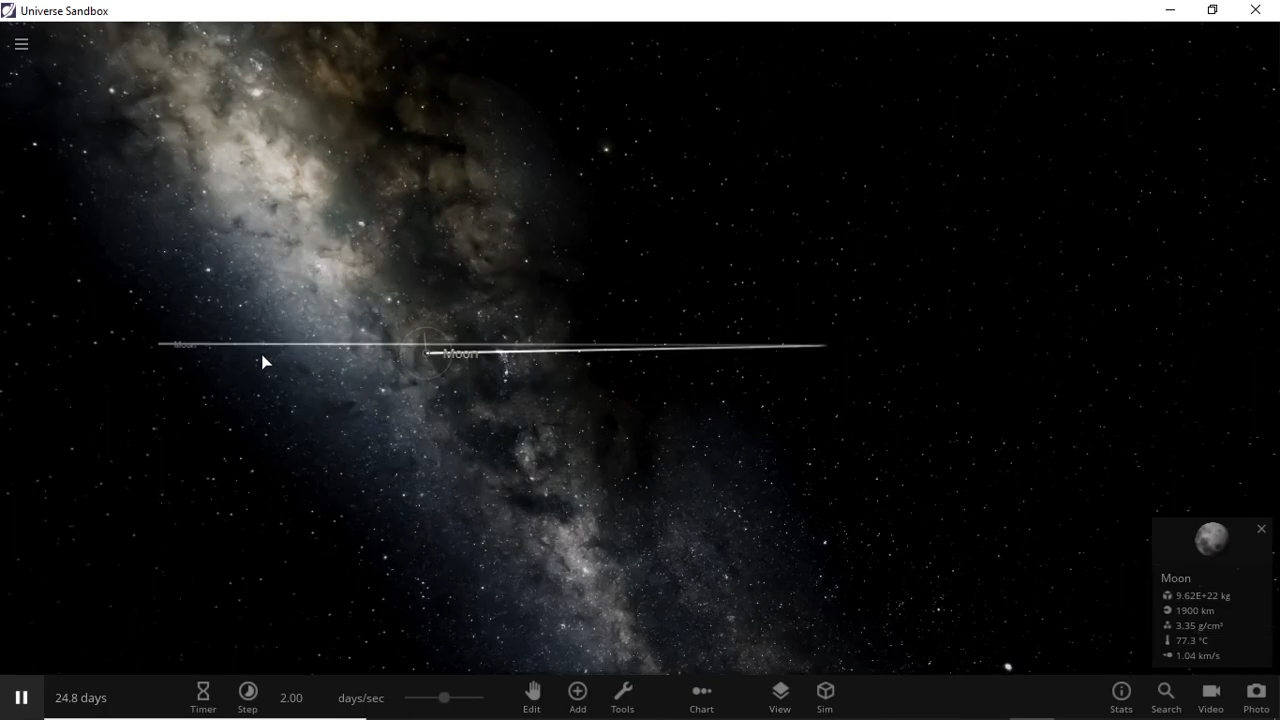 Universe Sandbox
Moon
Moon
Moon
9.62E+22 kg
1900 km
3.35 g/cm³
77.3 °C
1.04 km/s
24.8 days
Timer
Step
2.00 days/sec
Edit
Add
Tools
Chart
View
Sim
Stats
Search
Video
Photo